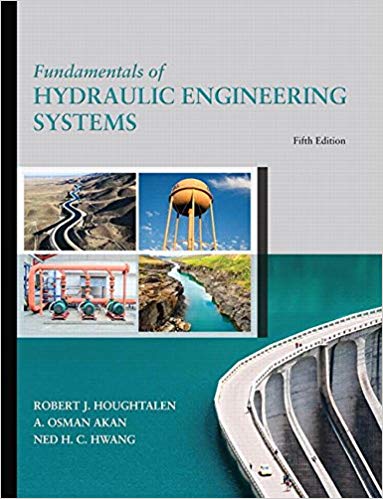 Fundamentals of
HYDRAULIC ENGINEERING
SYSTEMS
Fifth Edition
ROBERT J. HOUGHTALEN
A. OSMAN AKAN
NED H. C. HWANG